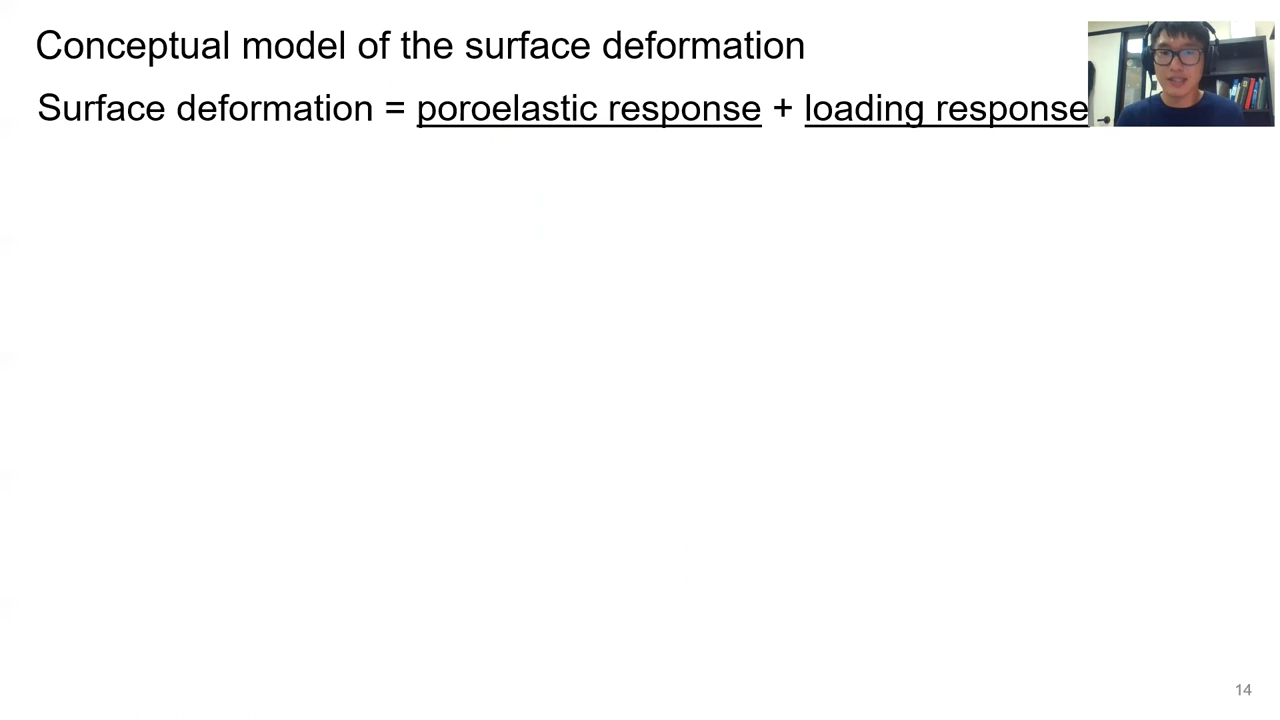 Conceptual model of the surface deformation
Surface deformation = poroelastic response + loading response
14